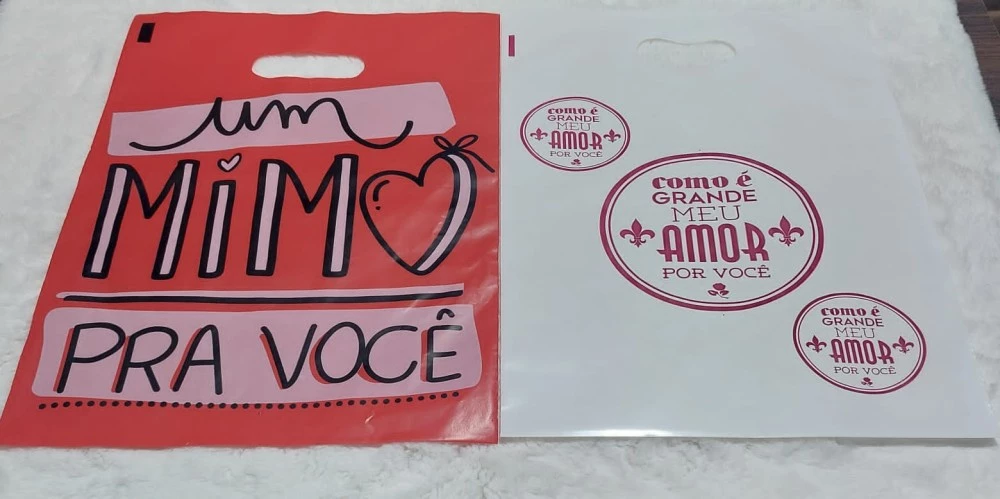 um
MiMO
PRA VOCÊ
como é
GRANDE
MEU
AMOR
POR VOCÊ
como é
GRANDE
MEU
AMOR
POR VOCÊ
como é
GRANDE
MEU
AMOR
POR VOCÊ